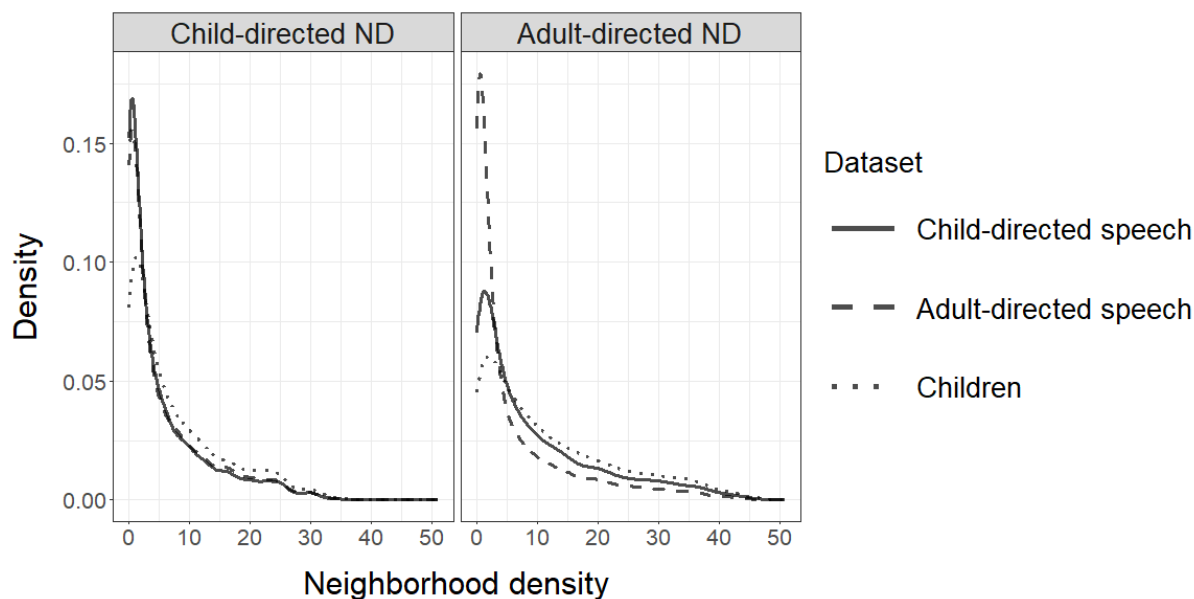 Child-directed ND
Adult-directed ND
Density
0.15
0.10
0.05
0.00
0 10 20 30 40 50
0 10 20 30 40 50
Neighborhood density
Dataset
Child-directed speech
Adult-directed speech
Children